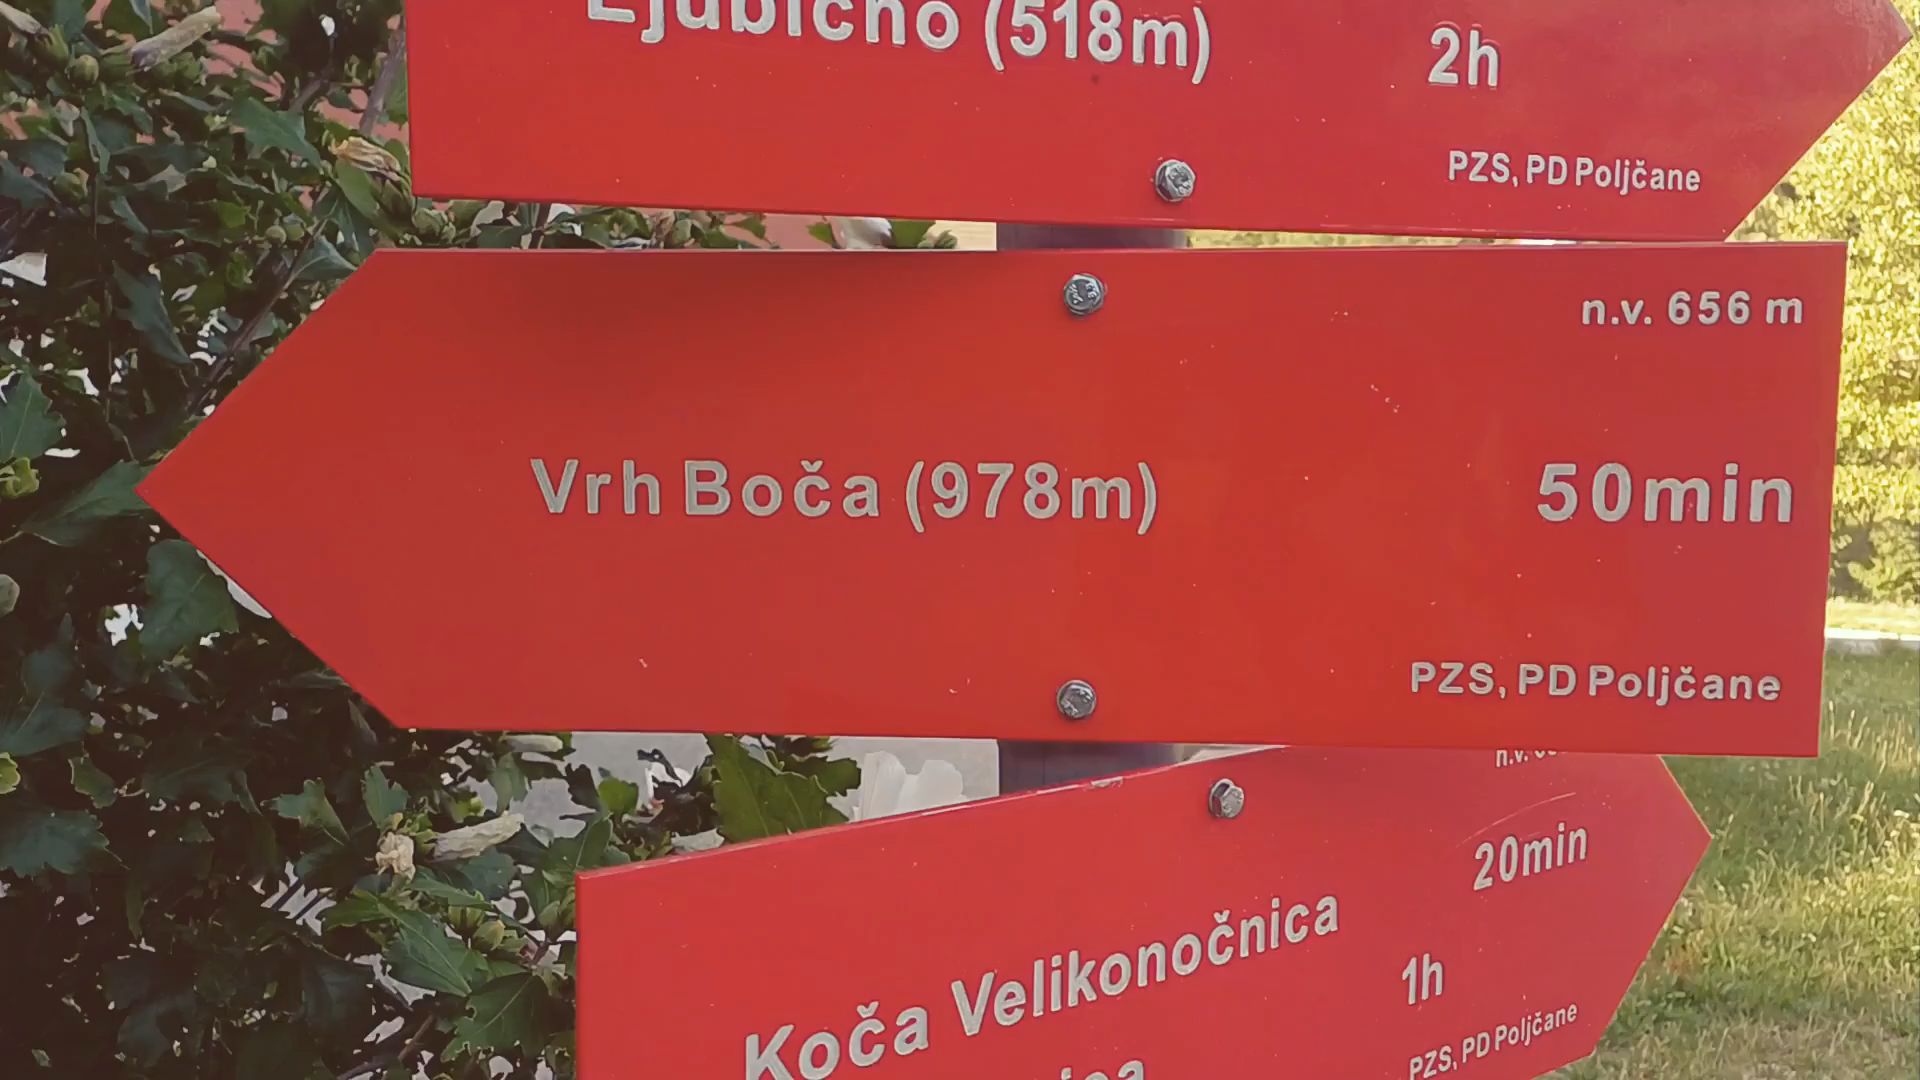 Ljubično (518m) 2h
PZS, PD Poljčane
n.v. 656 m
Vrh Boča (978m) 50min
PZS, PD Poljčane
n.v.
20min
Koča Velikonočnica
1h
PZS, PD Poljčane